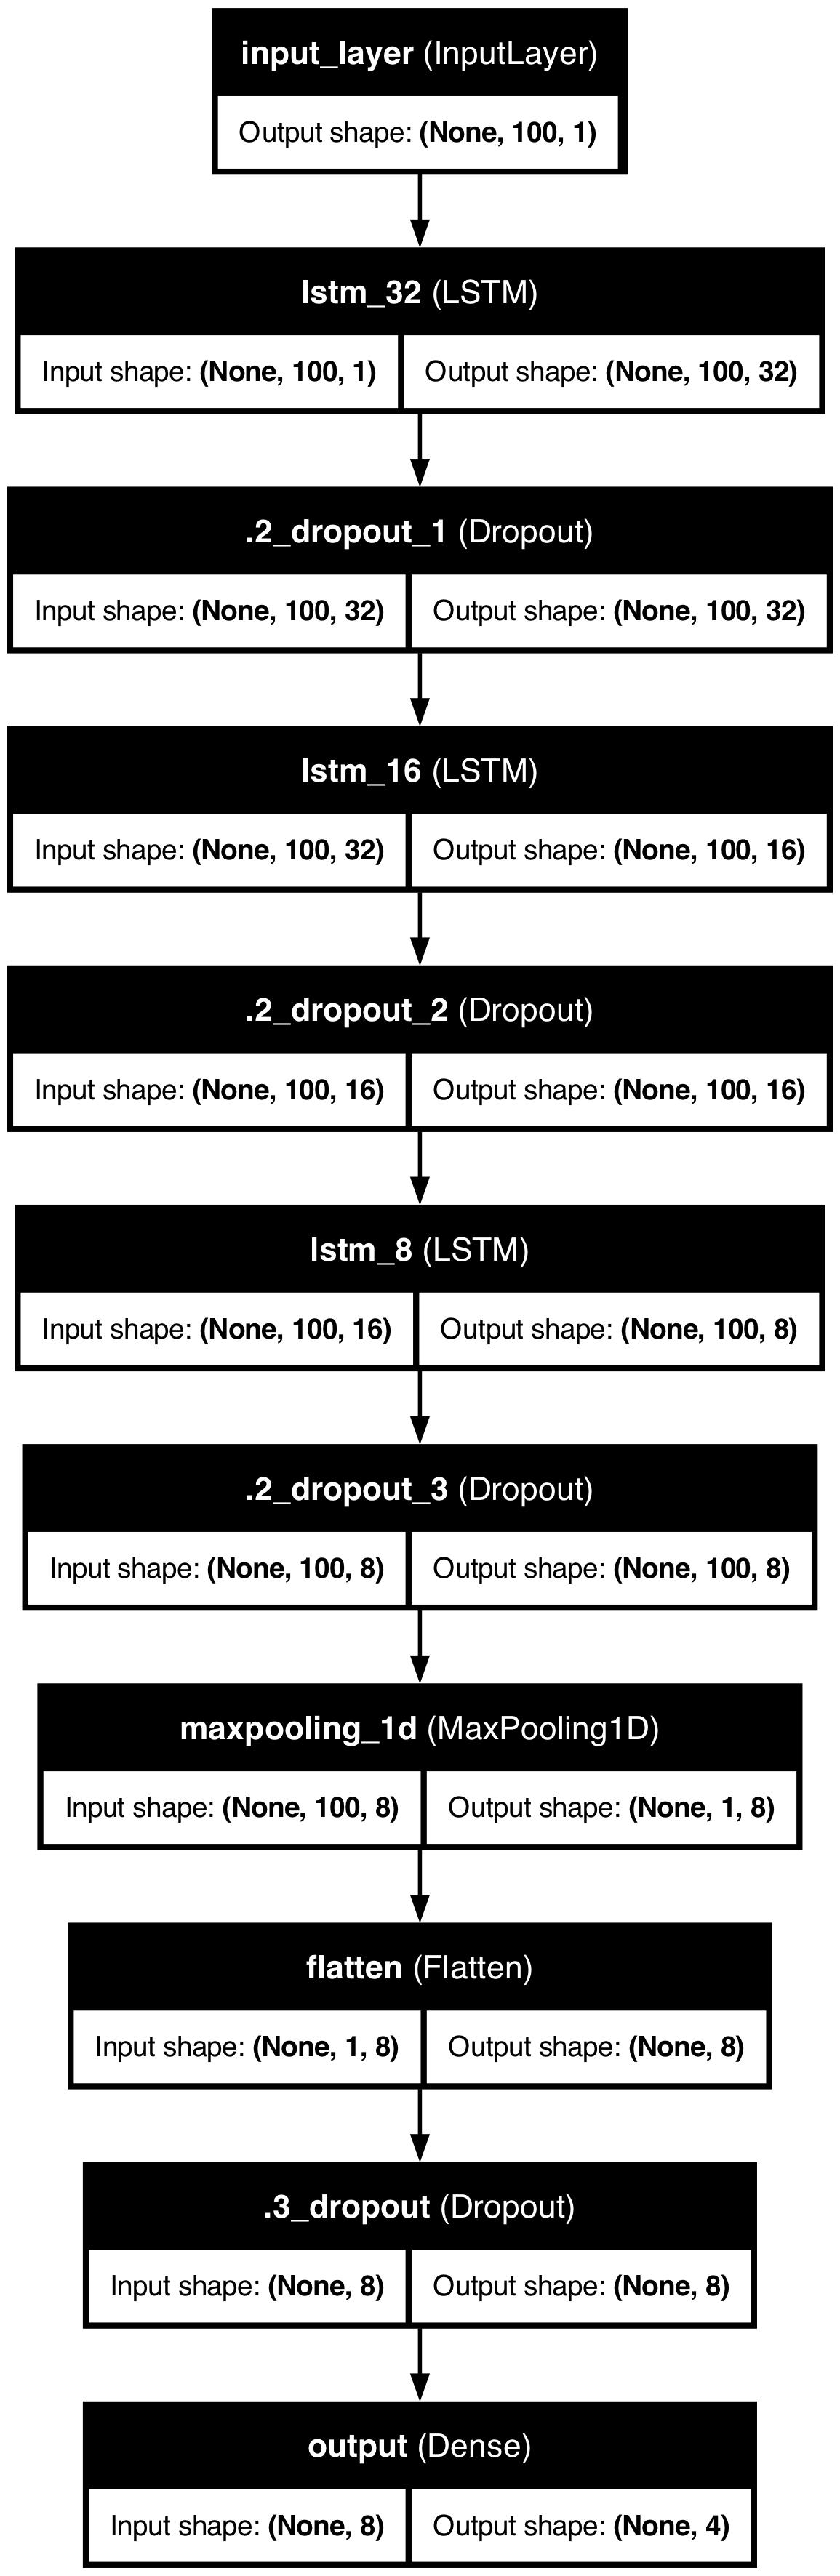 input_layer (InputLayer)
Output shape: (None, 100, 1)
lstm_32 (LSTM)
Input shape: (None, 100, 1) Output shape: (None, 100, 32)
.2_dropout_1 (Dropout)
Input shape: (None, 100, 32) Output shape: (None, 100, 32)
lstm_16 (LSTM)
Input shape: (None, 100, 32) Output shape: (None, 100, 16)
.2_dropout_2 (Dropout)
Input shape: (None, 100, 16) Output shape: (None, 100, 16)
lstm_8 (LSTM)
Input shape: (None, 100, 16) Output shape: (None, 100, 8)
.2_dropout_3 (Dropout)
Input shape: (None, 100, 8) Output shape: (None, 100, 8)
maxpooling_1d (MaxPooling1D)
Input shape: (None, 100, 8) Output shape: (None, 1, 8)
flatten (Flatten)
Input shape: (None, 1, 8) Output shape: (None, 8)
.3_dropout (Dropout)
Input shape: (None, 8) Output shape: (None, 8)
output (Dense)
Input shape: (None, 8) Output shape: (None, 4)